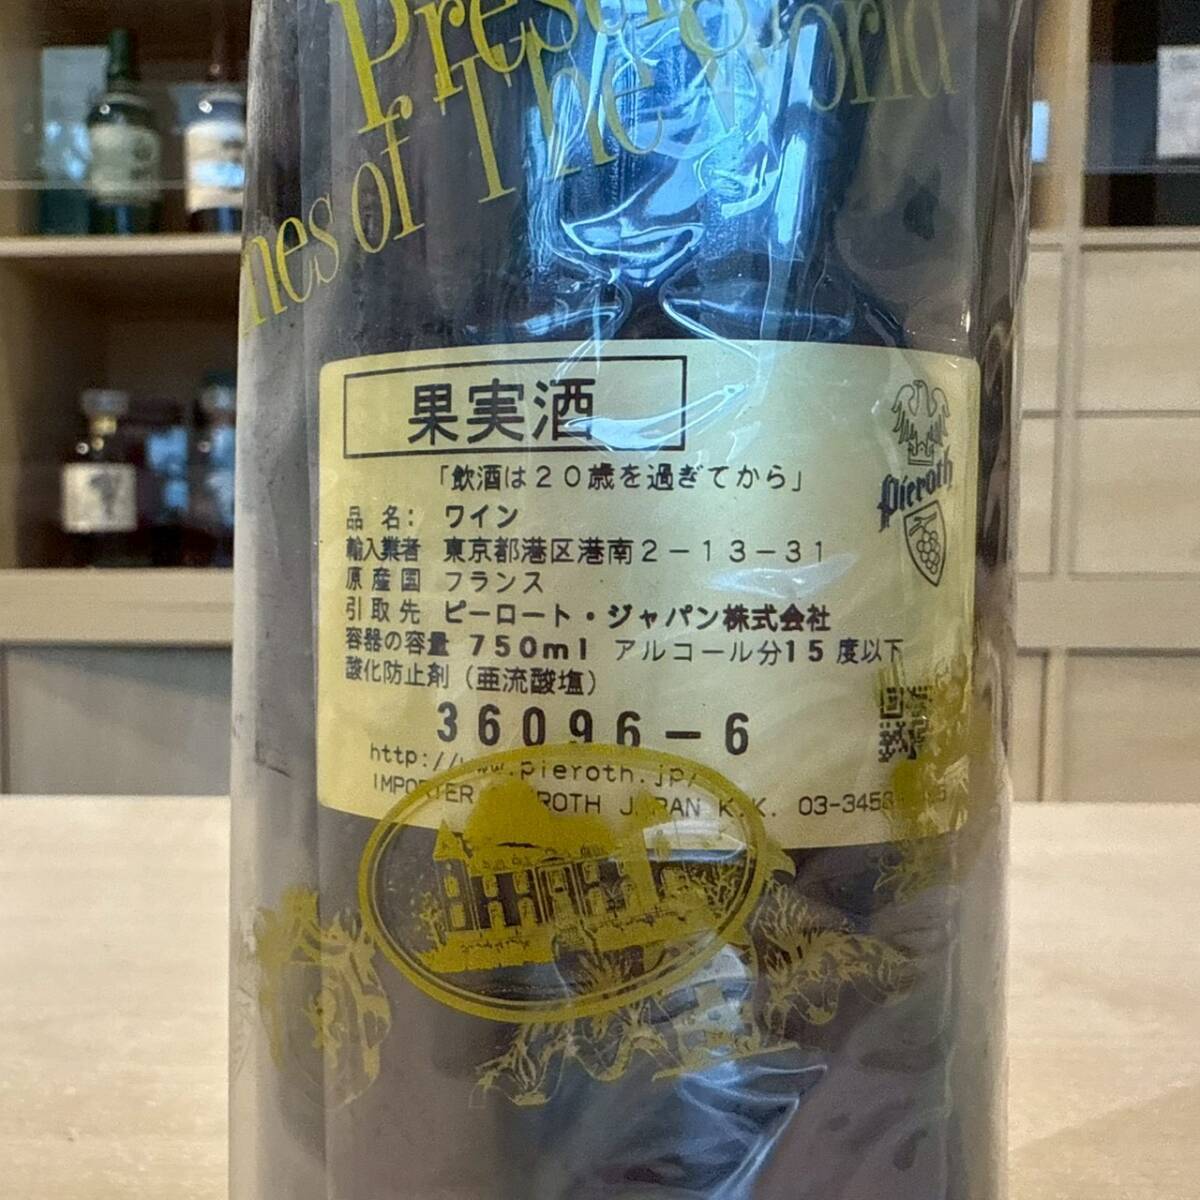 Presents
nes of The World
果実酒
「飲酒は20歳を過ぎてから」
Pieroth
品名: ワイン
輸入業者 東京都港区港南2-13-31
原産国 フランス
引取先 ピーロート・ジャパン株式会社
容器の容量 750ml アルコール分15度以下
酸化防止剤(亜流酸塩)
36096-6
http://www.pieroth.jp/
IMPORTER PIEROTH JAPAN K.K. 03-3458